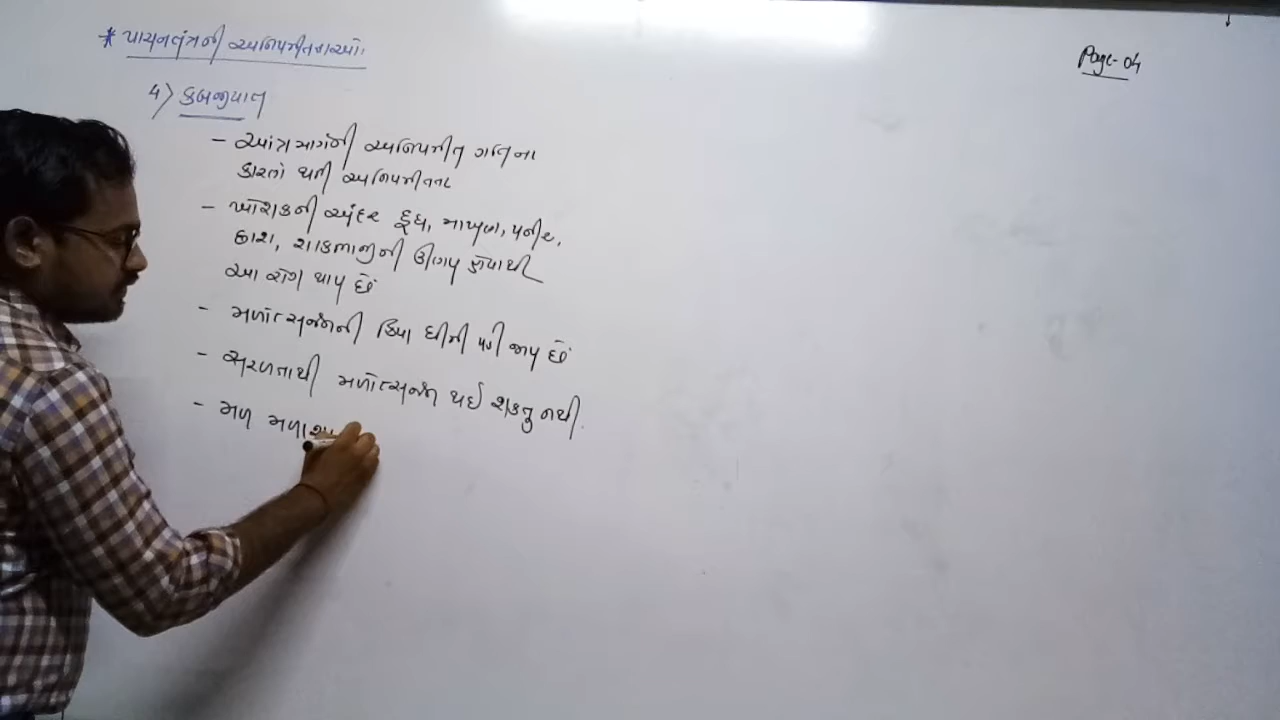 * પાચનતંત્રની અનિયમીતતાઓ:
Page-04
4) કબજીયાત
- આંત્રમાર્ગની અનિયમીત ગતિના
કારણે થતી અનિયમીતતા
- ખોરાકની અંદર દૂધ, માખણ, પનીર,
છાશ, શાકભાજીની ઊણપ હોવાથી
આ રોગ થાય છે
- મળોત્સર્જનની ક્રિયા ધીમી પડી જાય છે
- સરળતાથી મળોત્સર્જન થઈ શકતુ નથી.
- મળ મળાશ